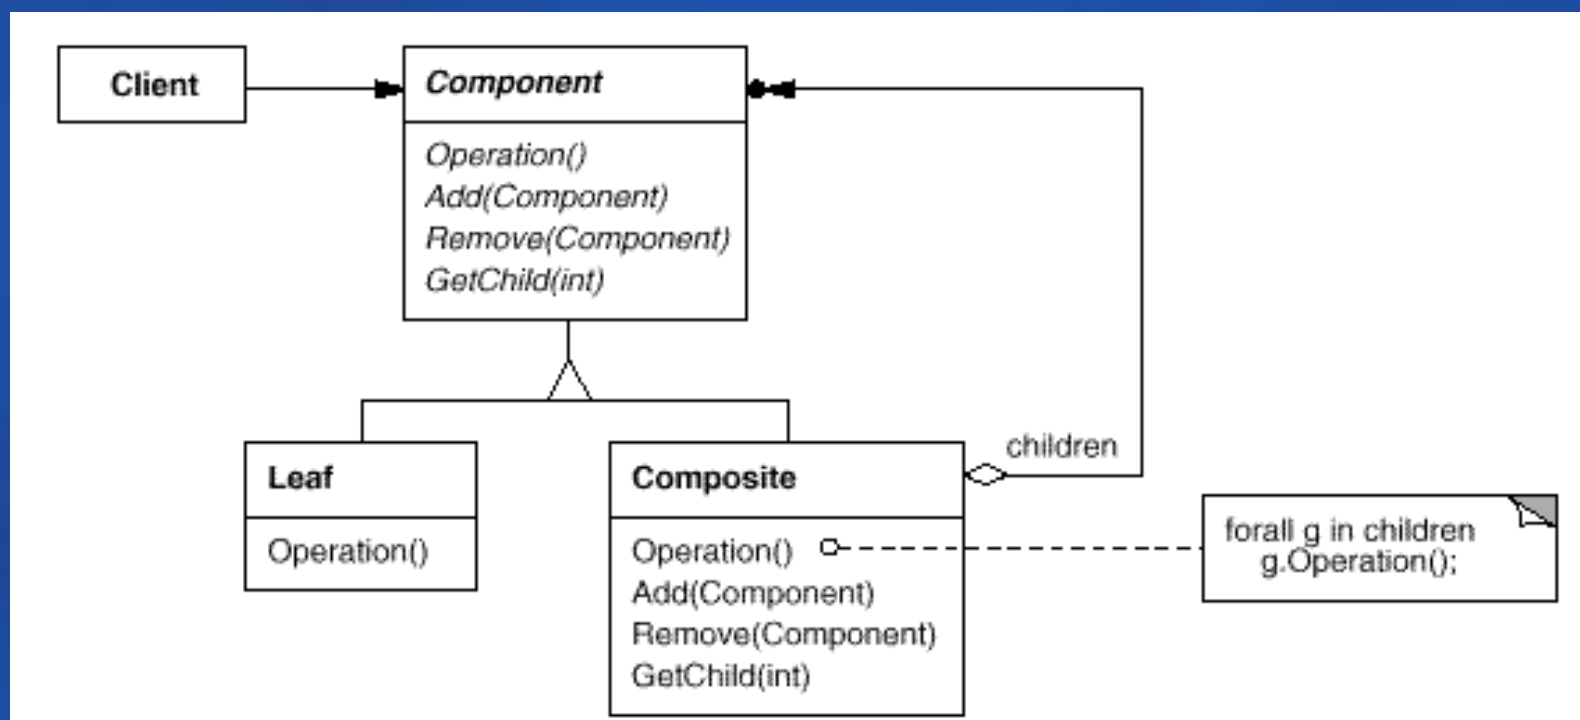 Client
Component
Operation()
Add(Component)
Remove(Component)
GetChild(int)
children
Leaf
Operation()
Composite
Operation()
Add(Component)
Remove(Component)
GetChild(int)
forall g in children
g.Operation();